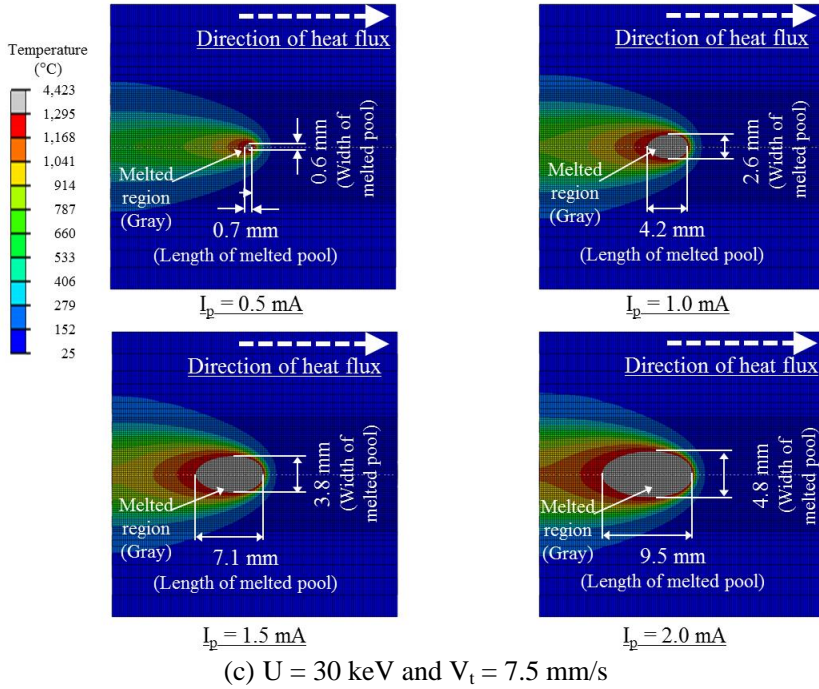 Temperature
(°C)
4,423
1,295
1,168
1,041
914
787
660
533
406
279
152
25
Direction of heat flux
Melted
region
(Gray)
0.7 mm
(Length of melted pool)
0.6 mm
(Width of
melted pool)
I_p = 0.5 mA
Direction of heat flux
Melted
region
(Gray)
4.2 mm
(Length of melted pool)
2.6 mm
(Width of
melted pool)
I_p = 1.0 mA
Direction of heat flux
Melted
region
(Gray)
7.1 mm
(Length of melted pool)
3.8 mm
(Width of
melted pool)
I_p = 1.5 mA
Direction of heat flux
Melted
region
(Gray)
9.5 mm
(Length of melted pool)
4.8 mm
(Width of
melted pool)
I_p = 2.0 mA
(c) U = 30 keV and V_t = 7.5 mm/s